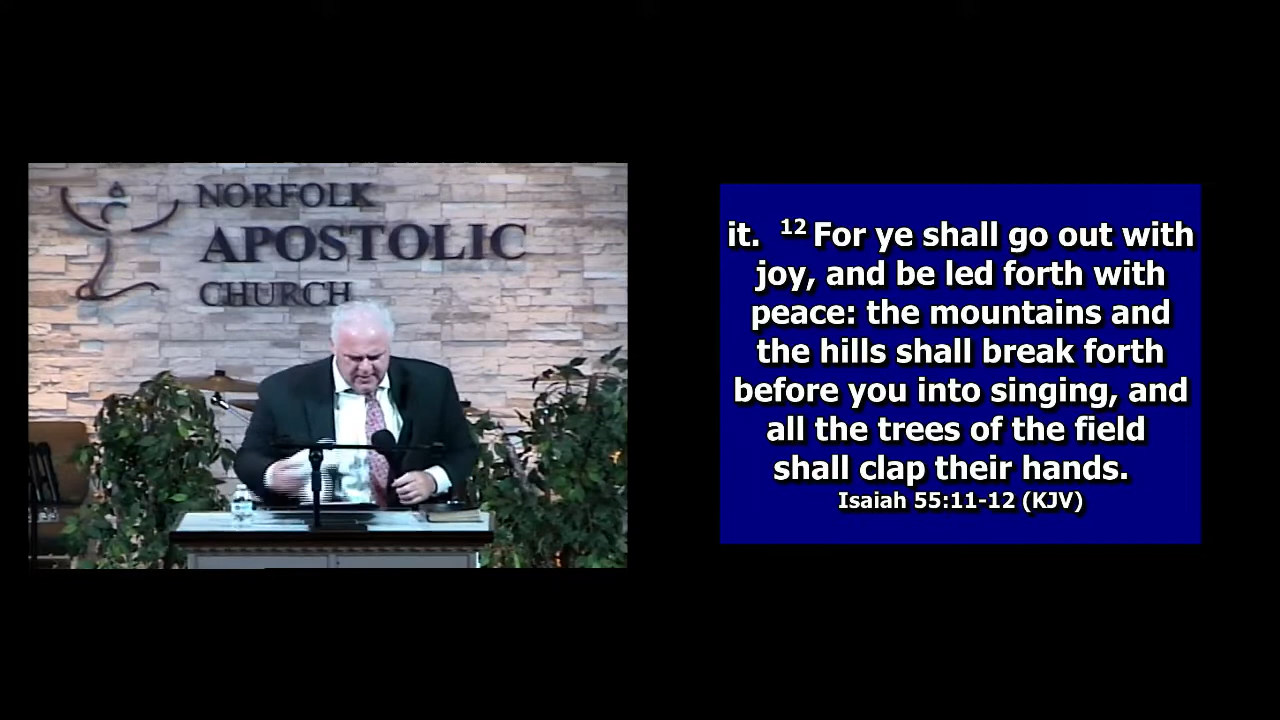 NORFOLK
APOSTOLIC
CHURCH
it. 12 For ye shall go out with
joy, and be led forth with
peace: the mountains and
the hills shall break forth
before you into singing, and
all the trees of the field
shall clap their hands.
Isaiah 55:11-12 (KJV)